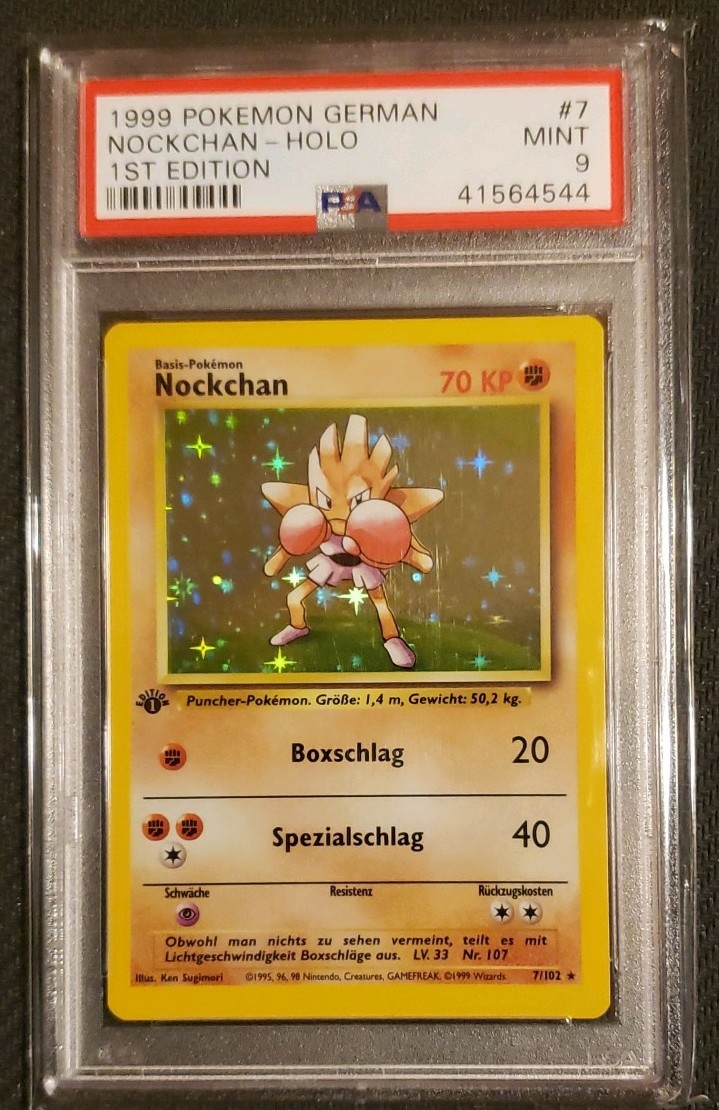 1999 POKEMON GERMAN #7
NOCKCHAN - HOLO MINT
1ST EDITION 9
PSA 41564544
Basis-Pokémon
Nockchan 70 KP
EDITION 1
Puncher-Pokémon. Größe: 1,4 m, Gewicht: 50,2 kg.
Boxschlag 20
Spezialschlag 40
Schwäche Resistenz Rückzugskosten
Obwohl man nichts zu sehen vermeint, teilt es mit
Lichtgeschwindigkeit Boxschläge aus. LV. 33 Nr. 107
Illus. Ken Sugimori ©1995, 96, 98 Nintendo, Creatures, GAMEFREAK. ©1999 Wizards. 7/102 ★